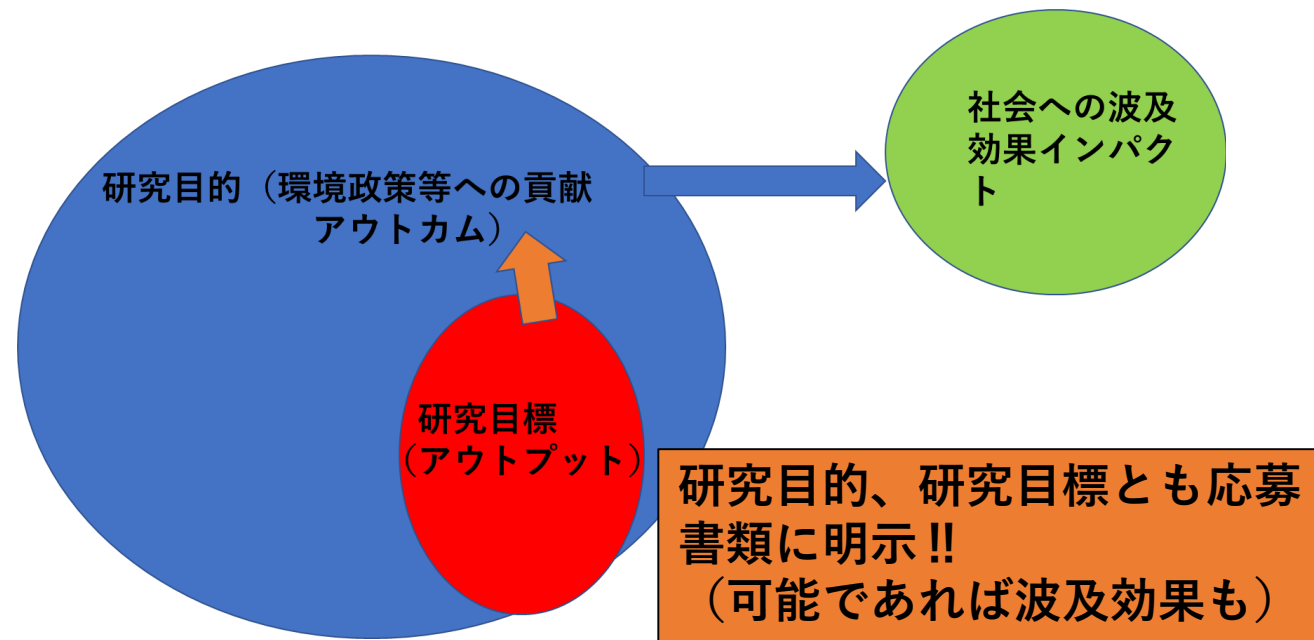 社会への波及
効果インパク
ト
研究目的（環境政策等への貢献
アウトカム）
研究目標
（アウトプット）
研究目的、研究目標とも応募
書類に明示‼
（可能であれば波及効果も）